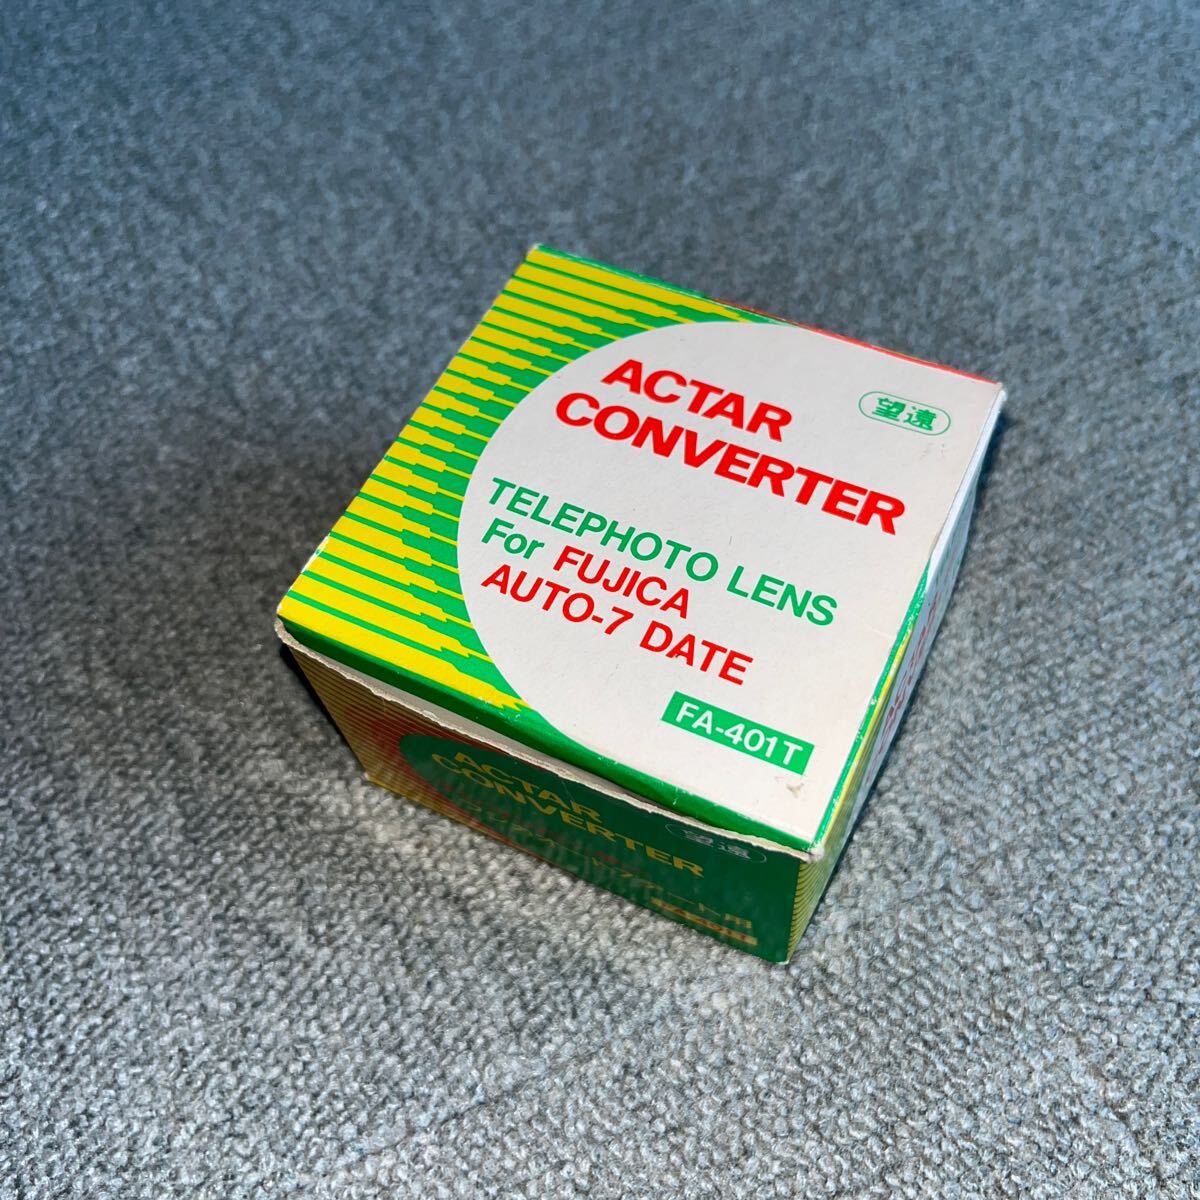 ACTAR
CONVERTER
望遠
TELEPHOTO LENS
For FUJICA
AUTO-7 DATE
FA-401T
ACTAR
CONVERTER
望遠